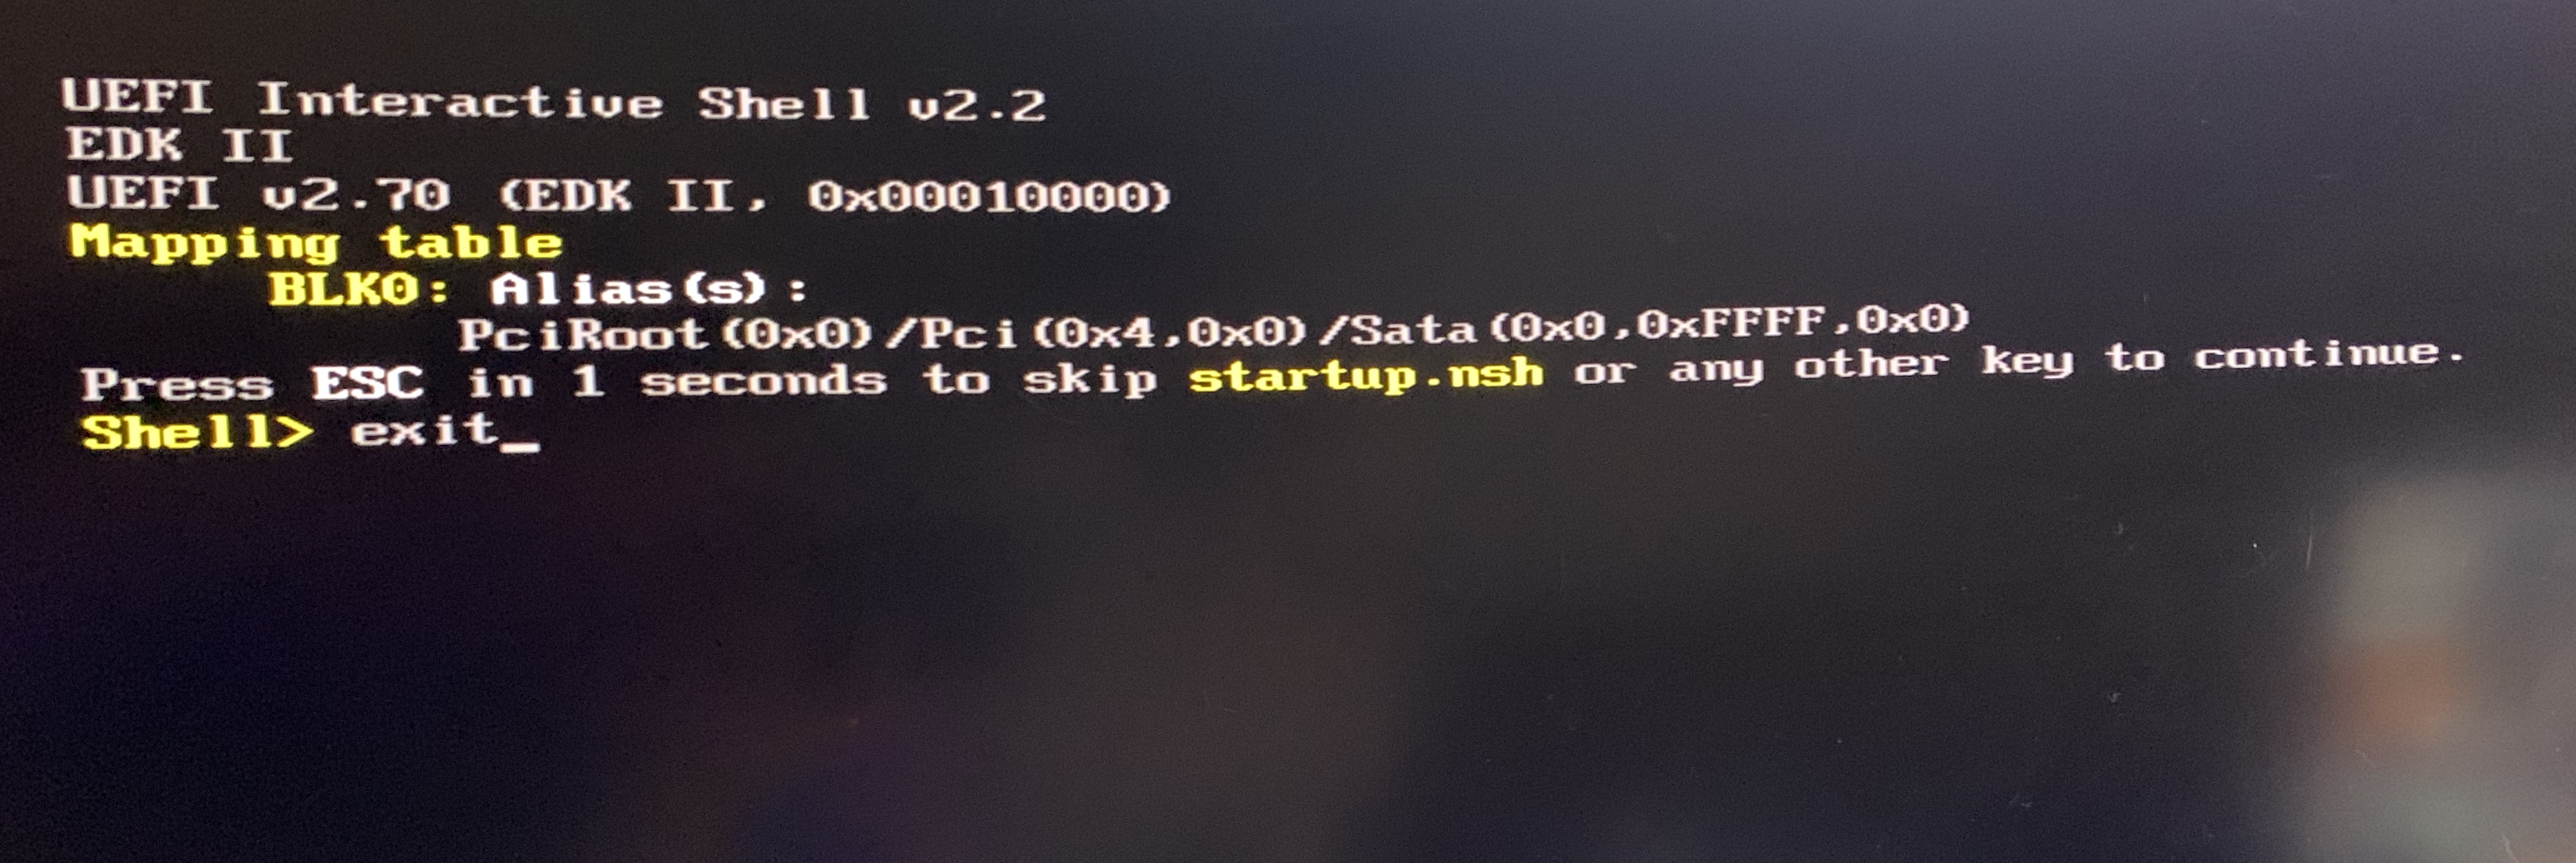 UEFI Interactive Shell v2.2
EDK II
UEFI v2.70 (EDK II, 0x00010000)
Mapping table
BLK0: Alias(s):
PciRoot(0x0)/Pci(0x4,0x0)/Sata(0x0,0xFFFF,0x0)
Press ESC in 1 seconds to skip startup.nsh or any other key to continue.
Shell> exit_